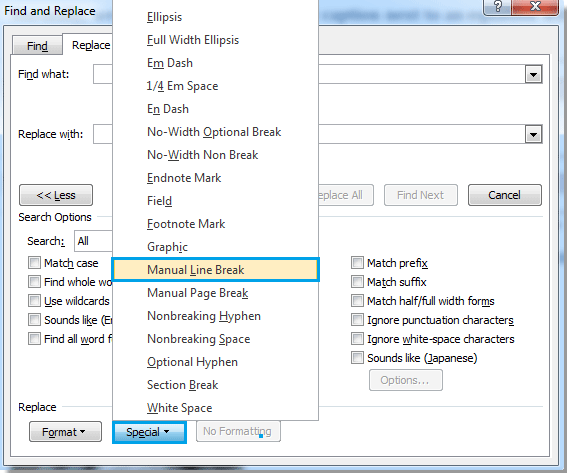 caption next to an
Find and Replace
Find
Replace
Find what:
Replace with:
Ellipsis
Full Width Ellipsis
Em Dash
1/4 Em Space
En Dash
No-Width Optional Break
No-Width Non Break
Endnote Mark
Field
Footnote Mark
Graphic
Manual Line Break
Manual Page Break
Nonbreaking Hyphen
Nonbreaking Space
Optional Hyphen
Section Break
White Space
<< Less
place All
Find Next
Cancel
Search Options
Search: All
Match case
Find whole wo
Use wildcards
Sounds like (En
Find all word f
Match prefix
Match suffix
Match half/full width forms
Ignore punctuation characters
Ignore white-space characters
Sounds like (Japanese)
Options...
Replace
Format
Special
No Formatting